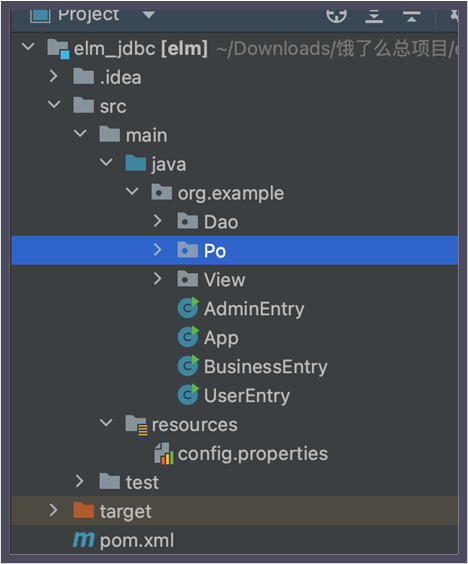 Project
elm_jdbc [elm] ~/Downloads/饿了么总项目/e
.idea
src
main
java
org.example
Dao
Po
View
AdminEntry
App
BusinessEntry
UserEntry
resources
config.properties
test
target
pom.xml